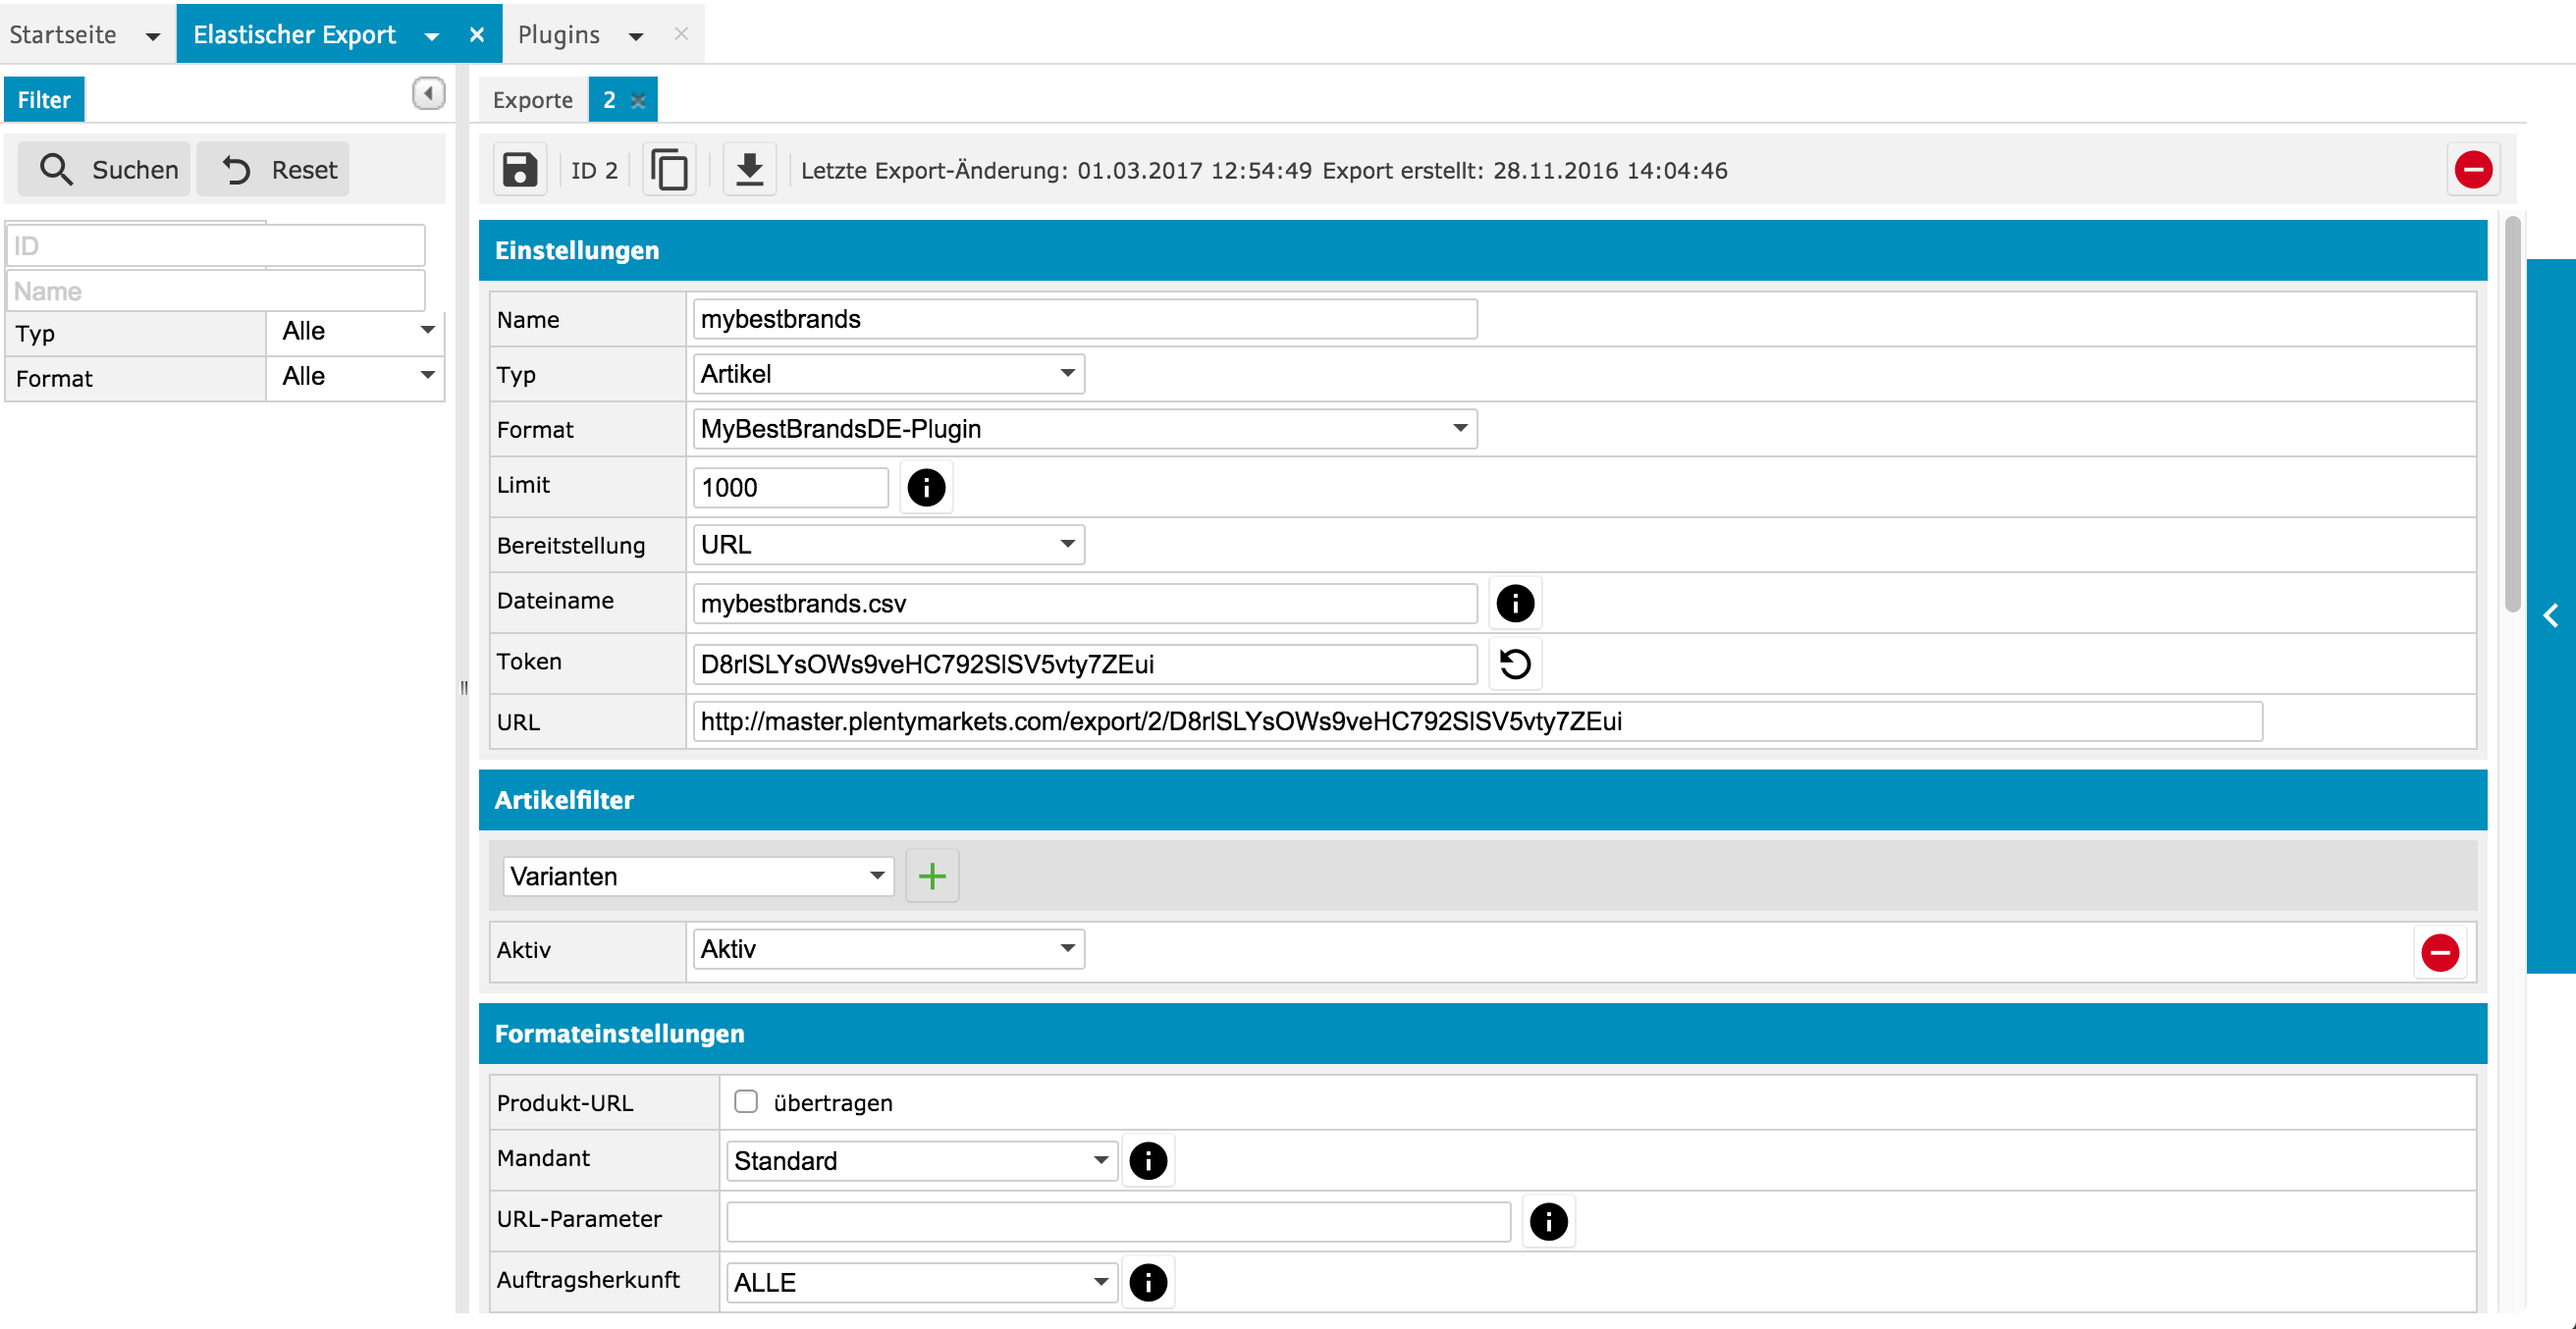 Startseite Elastischer Export Plugins
Filter
Suchen Reset
ID
Name
Typ Alle
Format Alle
Exporte 2
ID 2 Letzte Export-Änderung: 01.03.2017 12:54:49 Export erstellt: 28.11.2016 14:04:46
Einstellungen
Name mybestbrands
Typ Artikel
Format MyBestBrandsDE-Plugin
Limit 1000
Bereitstellung URL
Dateiname mybestbrands.csv
Token D8rlSLYsOWs9veHC792SlSV5vty7ZEui
URL http://master.plentymarkets.com/export/2/D8rlSLYsOWs9veHC792SlSV5vty7ZEui
Artikelfilter
Varianten
Aktiv Aktiv
Formateinstellungen
Produkt-URL übertragen
Mandant Standard
URL-Parameter
Auftragsherkunft ALLE